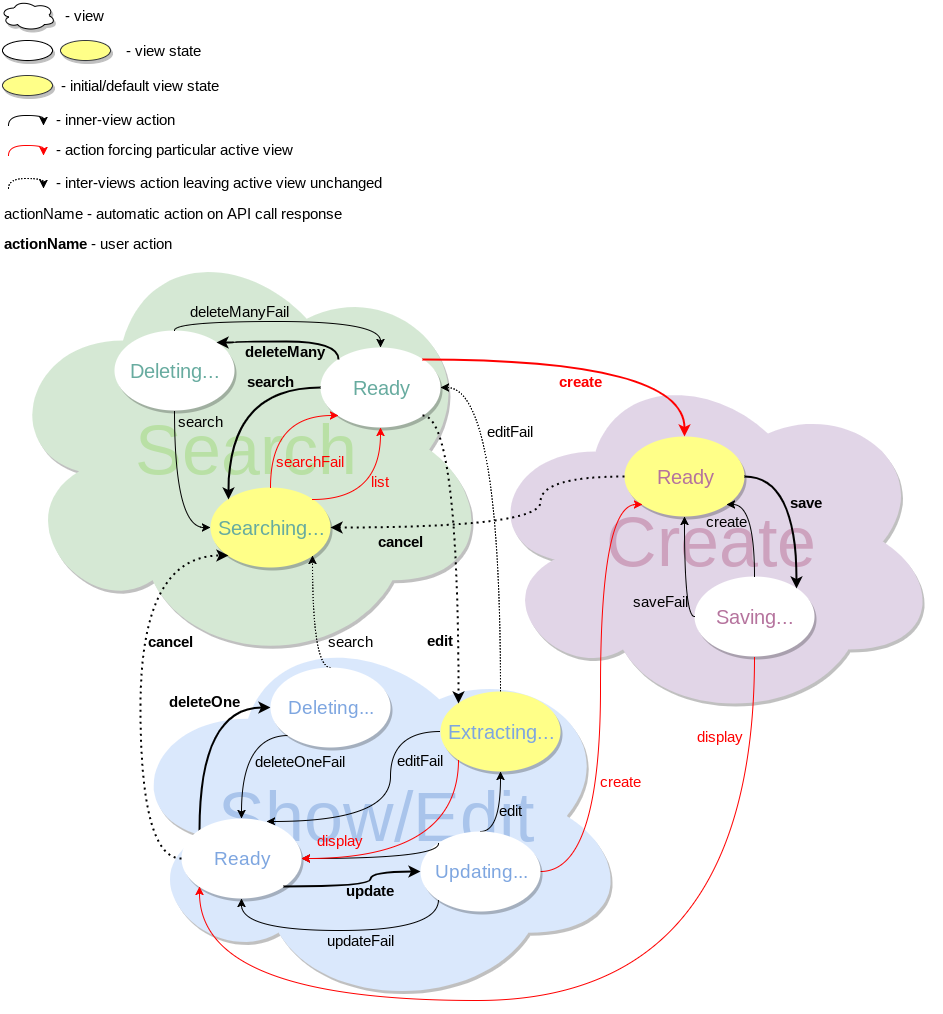 - view
- view state
- initial/default view state
- inner-view action
- action forcing particular active view
- inter-views action leaving active view unchanged
actionName - automatic action on API call response
actionName - user action
deleteManyFail
deleteMany
Deleting...
search
Ready
create
search
editFail
Search
searchFail
list
Ready
save
Searching...
create
cancel
Create
saveFail
Saving...
cancel
search
edit
deleteOne
Deleting...
Extracting...
display
deleteOneFail
editFail
create
Show/Edit
edit
display
Ready
Updating...
update
updateFail